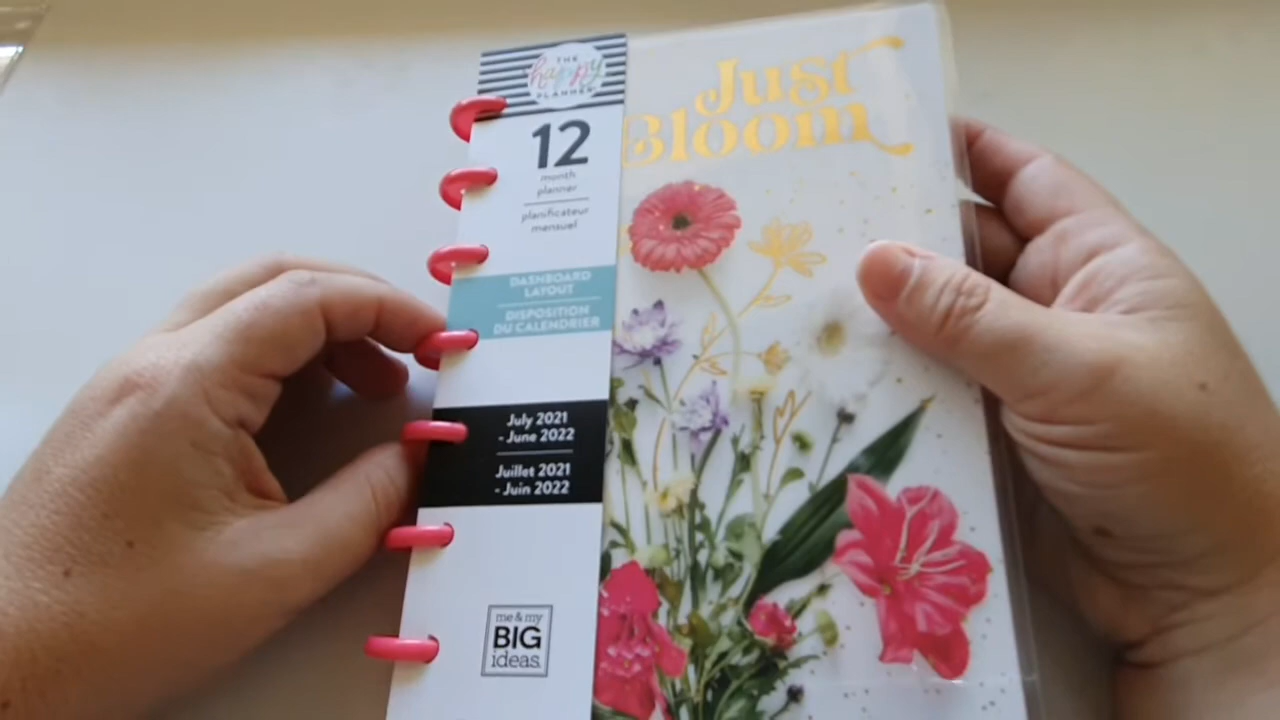 THE
happy
PLANNER
12
month
planner
planificateur
mensuel
DASHBOARD
LAYOUT
DISPOSITION
DU CALENDRIER
July 2021
- June 2022
Juillet 2021
- Juin 2022
me & my
BIG
ideas.
Just
Bloom